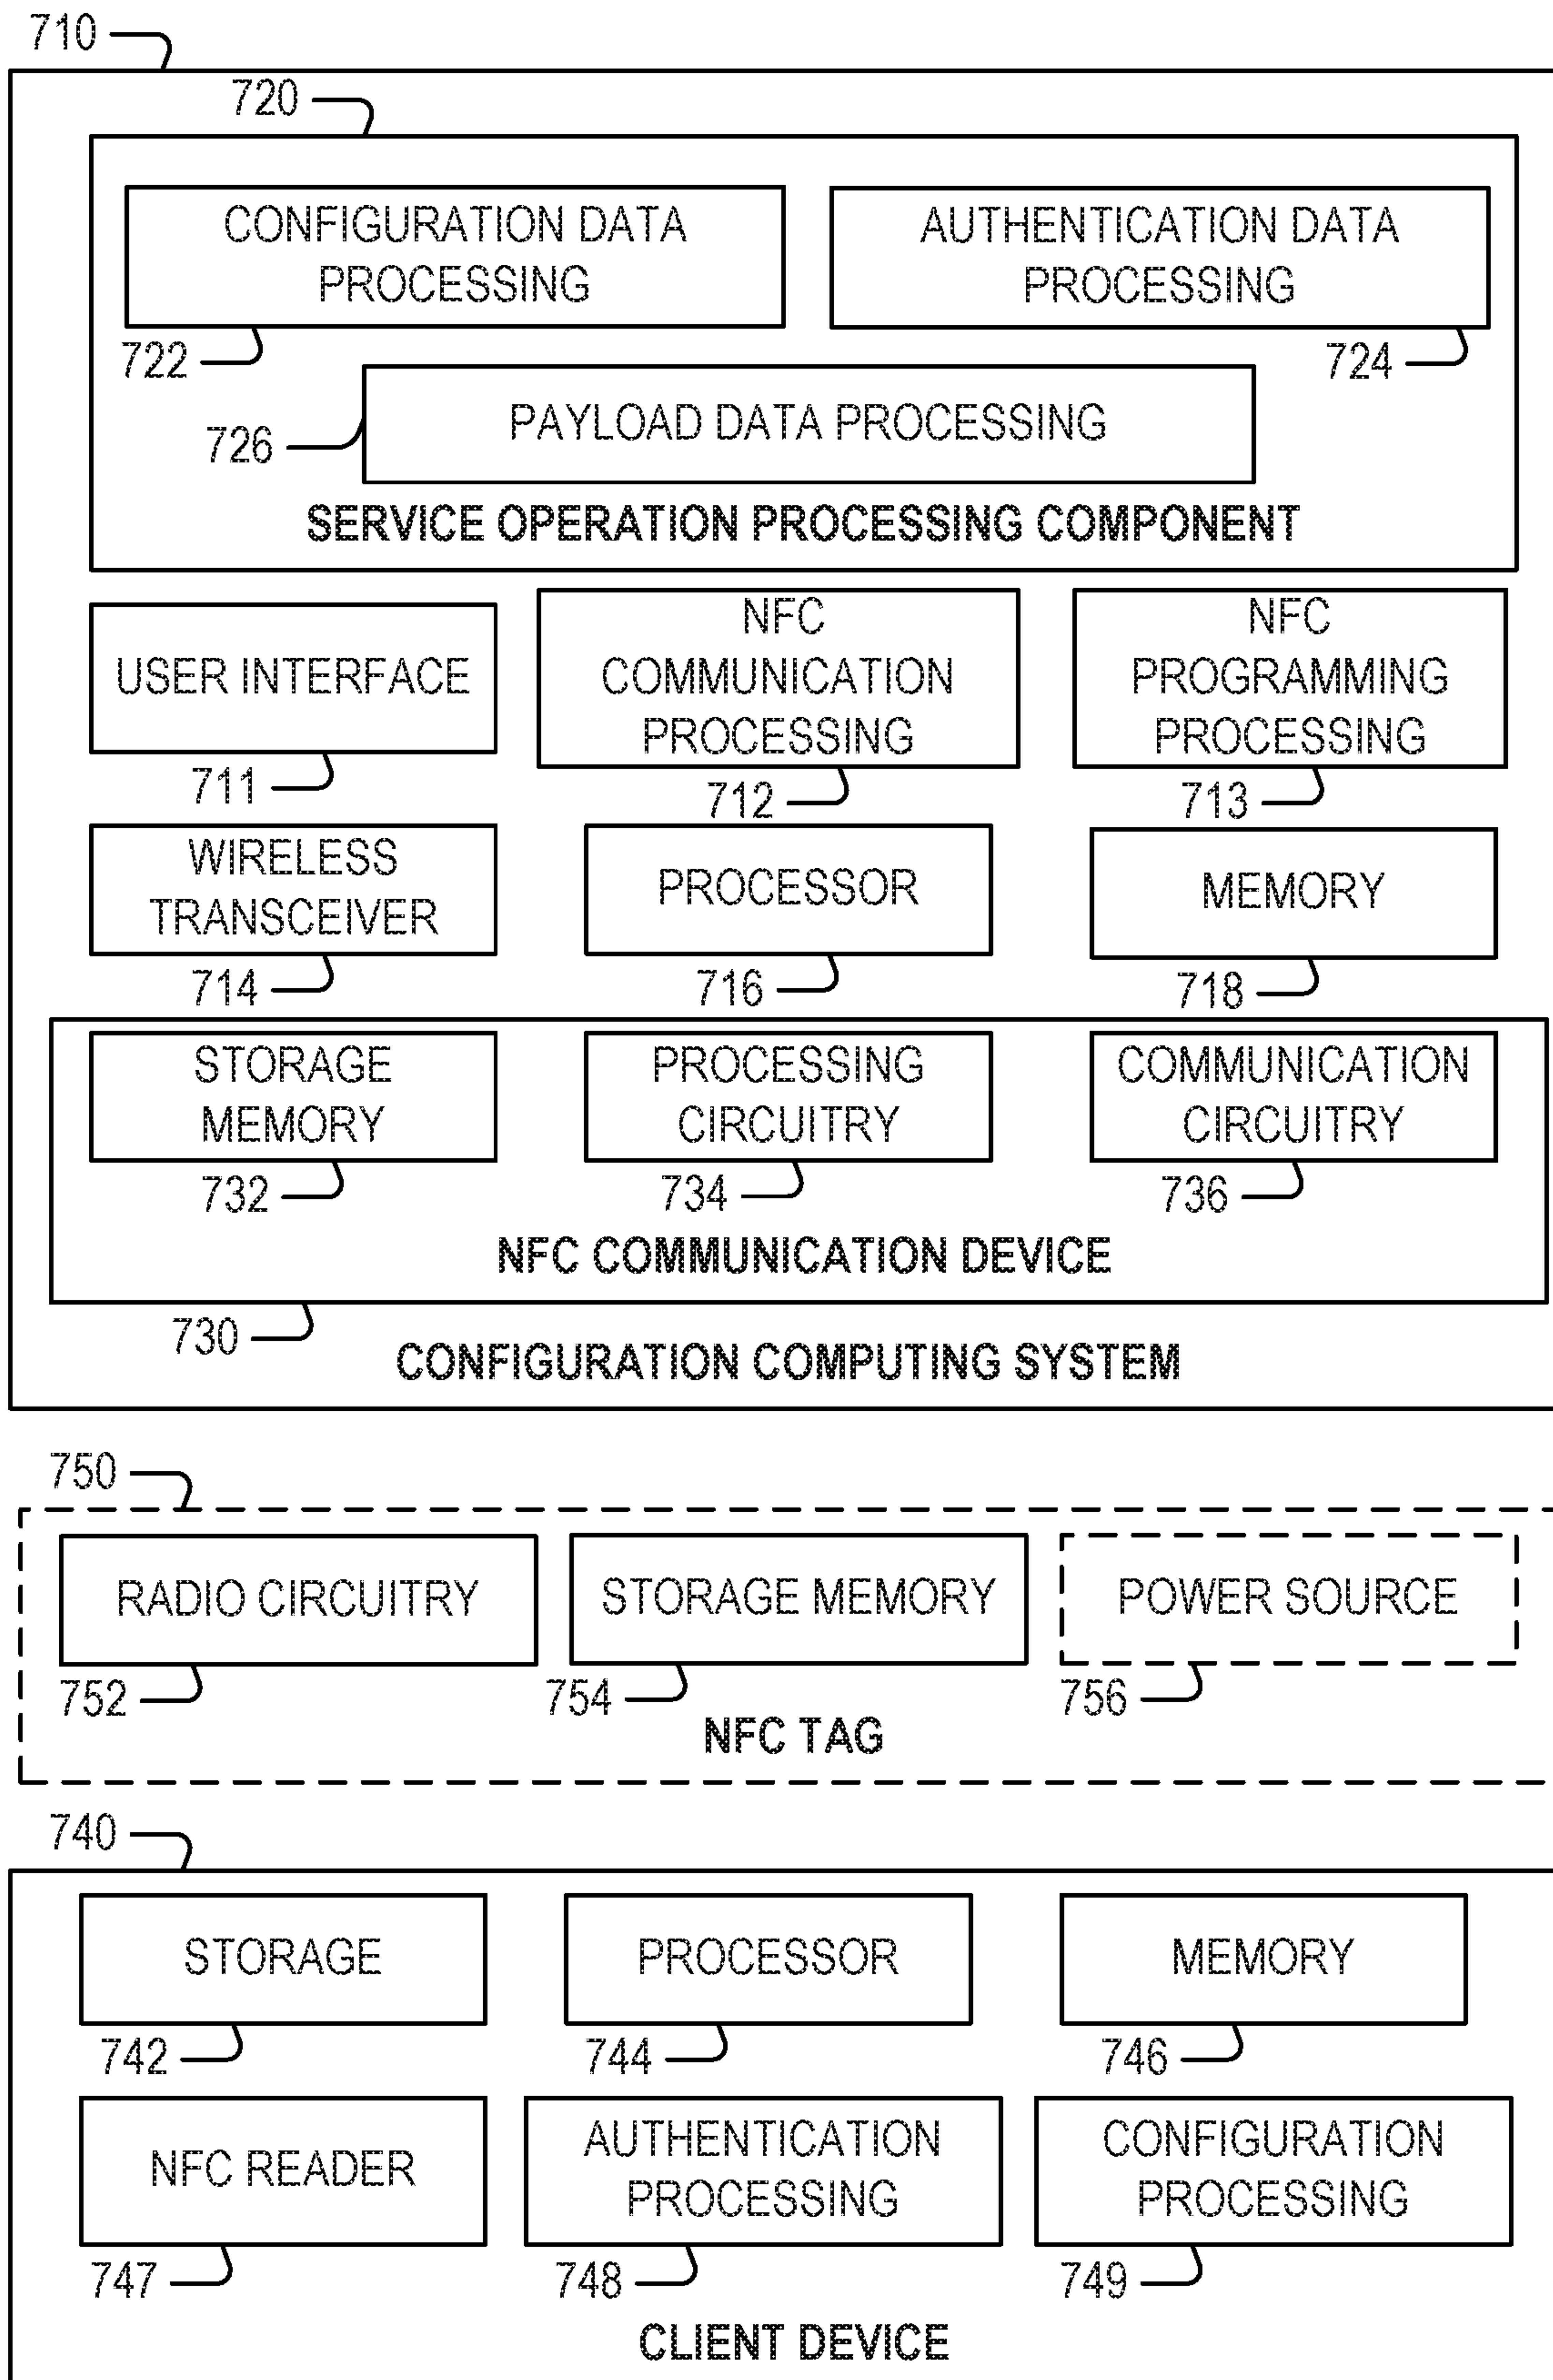 710
720
CONFIGURATION DATA
PROCESSING
AUTHENTICATION DATA
PROCESSING
722
724
PAYLOAD DATA PROCESSING
726
SERVICE OPERATION PROCESSING COMPONENT
USER INTERFACE
NFC
COMMUNICATION
PROCESSING
NFC
PROGRAMMING
PROCESSING
711
712
713
WIRELESS
TRANSCEIVER
PROCESSOR
MEMORY
714
716
718
STORAGE
MEMORY
PROCESSING
CIRCUITRY
COMMUNICATION
CIRCUITRY
732
734
736
NFC COMMUNICATION DEVICE
730
CONFIGURATION COMPUTING SYSTEM
750
RADIO CIRCUITRY
STORAGE MEMORY
POWER SOURCE
752
754
756
NFC TAG
740
STORAGE
PROCESSOR
MEMORY
742
744
746
NFC READER
AUTHENTICATION
PROCESSING
CONFIGURATION
PROCESSING
747
748
749
CLIENT DEVICE